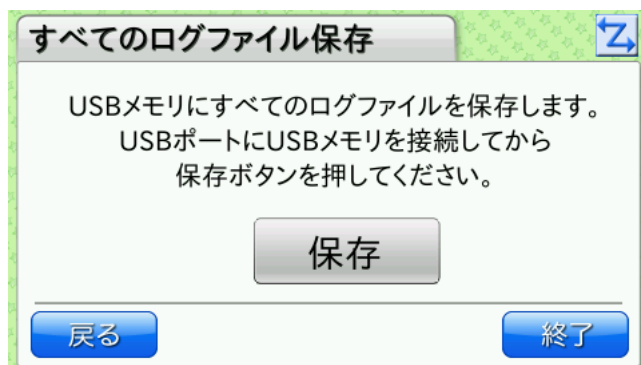 すべてのログファイル保存
USBメモリにすべてのログファイルを保存します。
USBポートにUSBメモリを接続してから
保存ボタンを押してください。
保存
戻る
終了